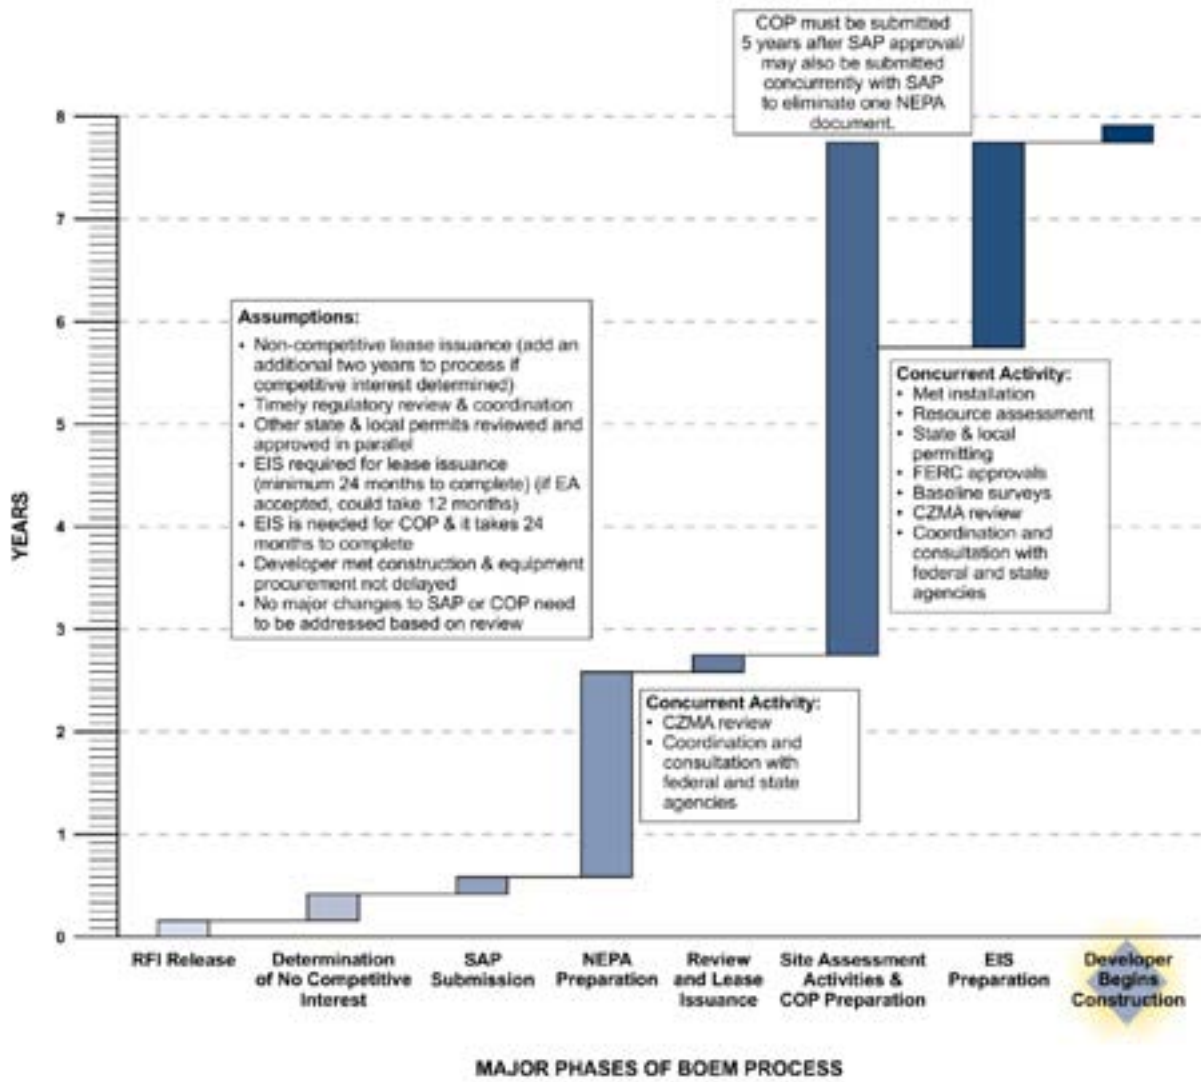 COP must be submitted
5 years after SAP approval/
may also be submitted
concurrently with SAP
to eliminate one NEPA
document.
8
7
6
5
4
3
2
1
0
YEARS
Assumptions:
• Non-competitive lease issuance (add an
additional two years to process if
competitive interest determined)
• Timely regulatory review & coordination
• Other state & local permits reviewed and
approved in parallel
• EIS required for lease issuance
(minimum 24 months to complete) (if EA
accepted, could take 12 months)
• EIS is needed for COP & it takes 24
months to complete
• Developer met construction & equipment
procurement not delayed
• No major changes to SAP or COP need
to be addressed based on review
Concurrent Activity:
• Met installation
• Resource assessment
• State & local
permitting
• FERC approvals
• Baseline surveys
• CZMA review
• Coordination and
consultation with
federal and state
agencies
Concurrent Activity:
• CZMA review
• Coordination and
consultation with
federal and state
agencies
RFI Release
Determination
of No Competitive
Interest
SAP
Submission
NEPA
Preparation
Review
and Lease
Issuance
Site Assessment
Activities &
COP Preparation
EIS
Preparation
Developer
Begins
Construction
MAJOR PHASES OF BOEM PROCESS